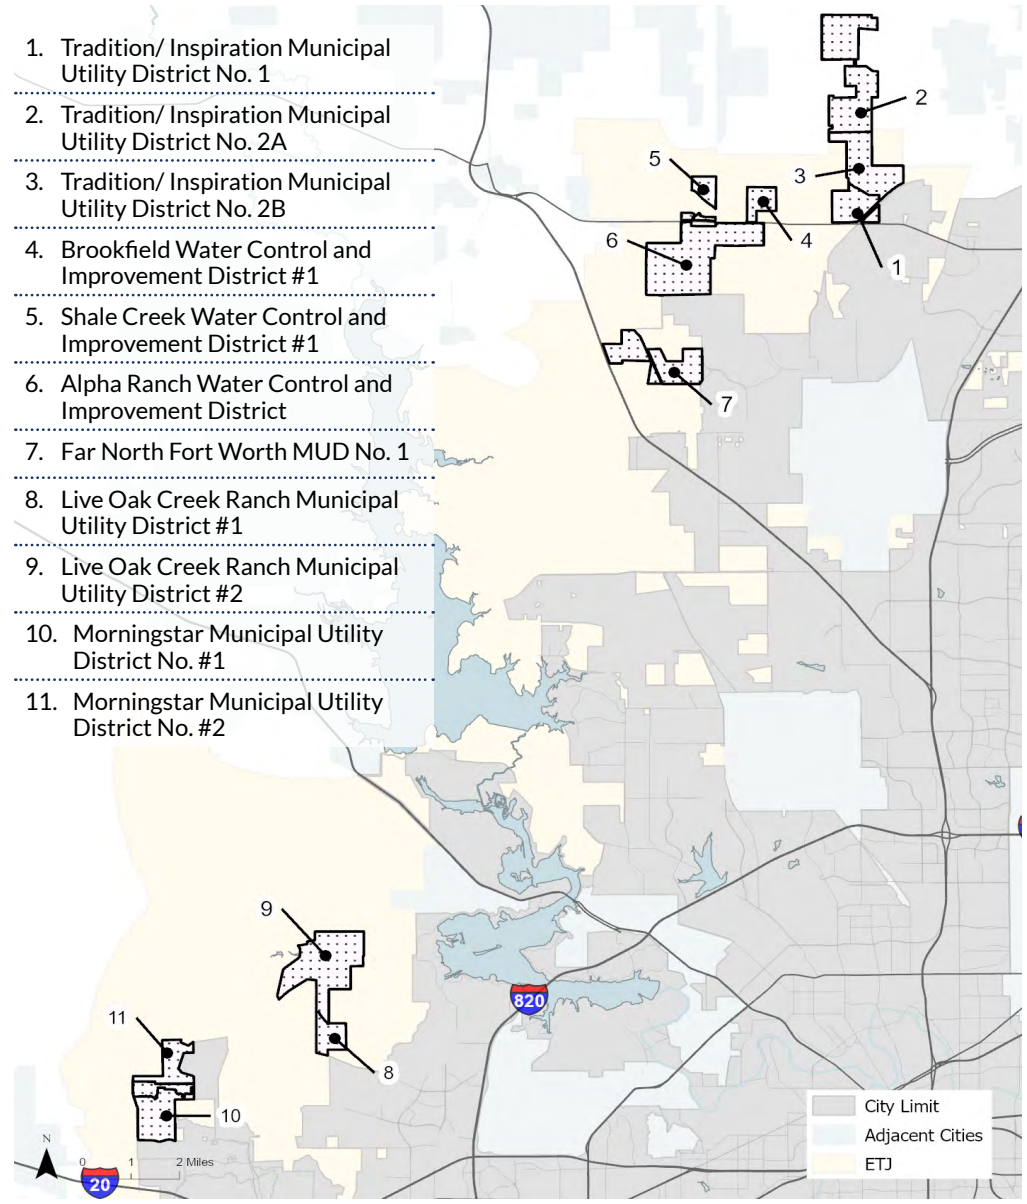 1. Tradition/ Inspiration Municipal
Utility District No. 1
2. Tradition/ Inspiration Municipal
Utility District No. 2A
3. Tradition/ Inspiration Municipal
Utility District No. 2B
4. Brookfield Water Control and
Improvement District #1
5. Shale Creek Water Control and
Improvement District #1
6. Alpha Ranch Water Control and
Improvement District
7. Far North Fort Worth MUD No. 1
8. Live Oak Creek Ranch Municipal
Utility District #1
9. Live Oak Creek Ranch Municipal
Utility District #2
10. Morningstar Municipal Utility
District No. #1
11. Morningstar Municipal Utility
District No. #2
2
5
3
4
6
1
7
9
820
11
8
10
City Limit
Adjacent Cities
ETJ
N
0 1 2 Miles
20